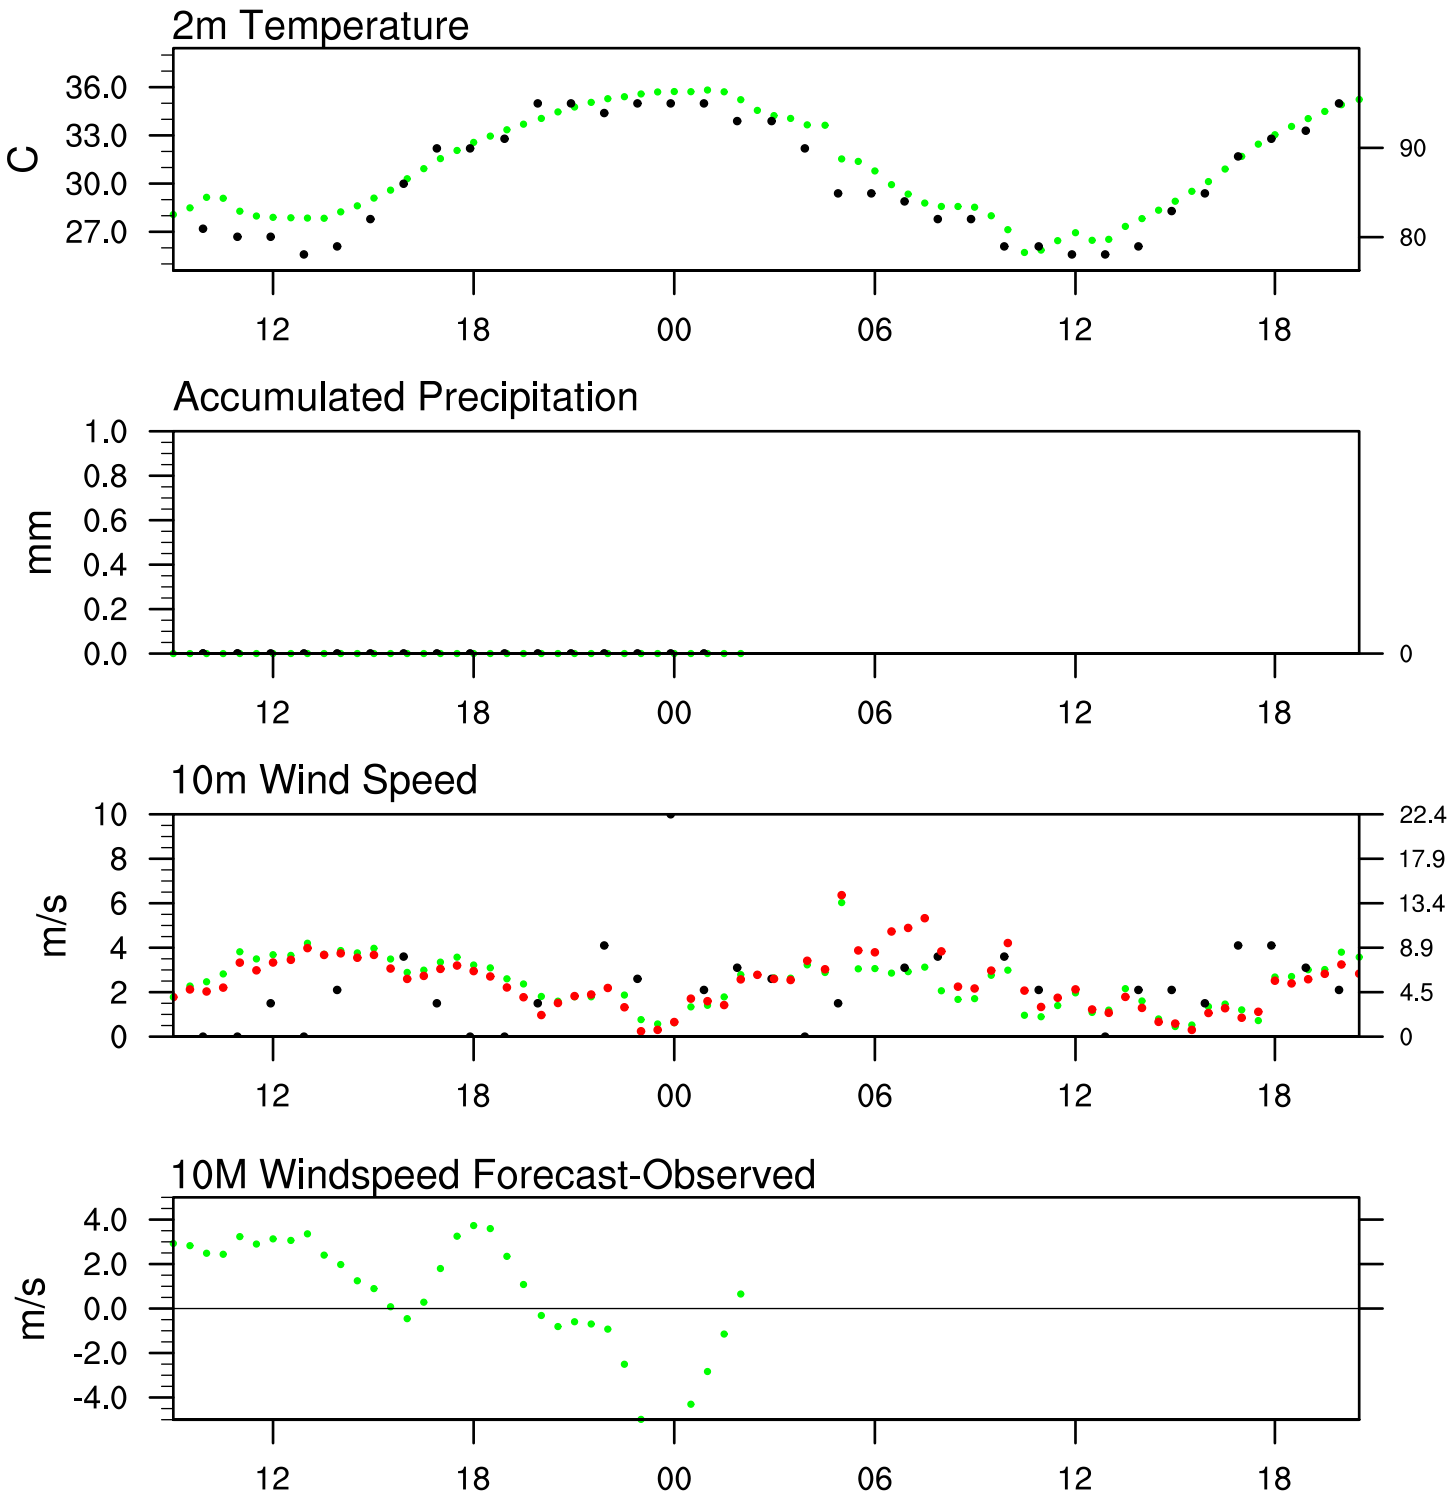 2m Temperature
36.0
33.0
30.0
27.0
C
90
80
12 18 00 06 12 18
Accumulated Precipitation
1.0
0.8
0.6
0.4
0.2
0.0
mm
0
12 18 00 06 12 18
10m Wind Speed
10
8
6
4
2
0
m/s
22.4
17.9
13.4
8.9
4.5
0
12 18 00 06 12 18
10M Windspeed Forecast-Observed
4.0
2.0
0.0
-2.0
-4.0
m/s
12 18 00 06 12 18